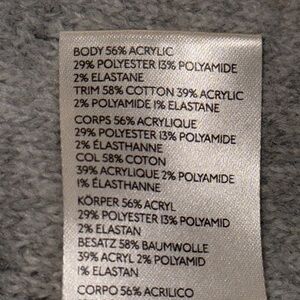 BODY 56% ACRYLIC
29% POLYESTER 13% POLYAMIDE
2% ELASTANE
TRIM 58% COTTON 39% ACRYLIC
2% POLYAMIDE 1% ELASTANE
CORPS 56% ACRYLIQUE
29% POLYESTER 13% POLYAMIDE
2% ÉLASTHANNE
COL 58% COTON
39% ACRYLIQUE 2% POLYAMIDE
1% ÉLASTHANNE
KÖRPER 56% ACRYL
29% POLYESTER 13% POLYAMID
2% ELASTAN
BESATZ 58% BAUMWOLLE
39% ACRYL 2% POLYAMID
1% ELASTAN
CORPO 56% ACRILICO